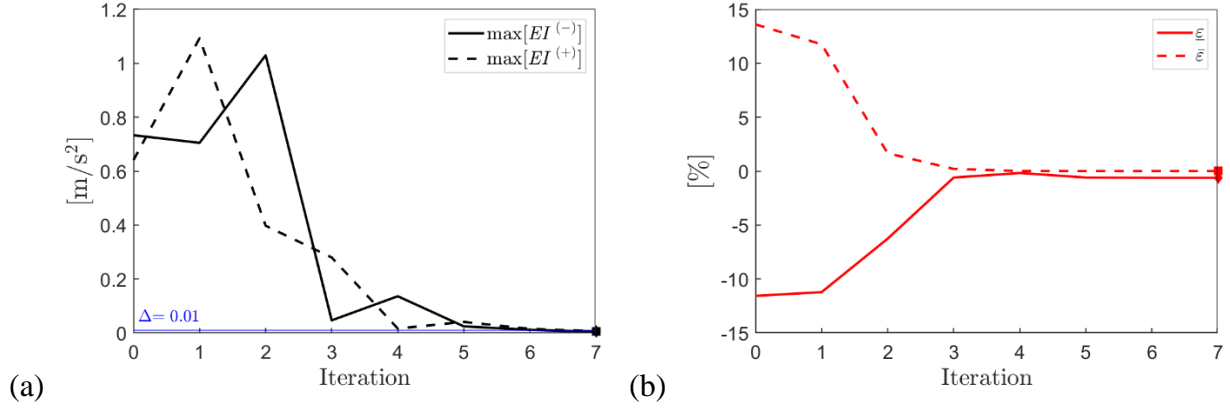 1.2
1
0.8
0.6
0.4
0.2
0
[m/s²]
max[EI ⁽⁻⁾]
max[EI ⁽⁺⁾]
Δ= 0.01
0 1 2 3 4 5 6 7
Iteration
(a)
15
10
5
0
-5
-10
-15
[%]
ε̲
ε̄
0 1 2 3 4 5 6 7
Iteration
(b)